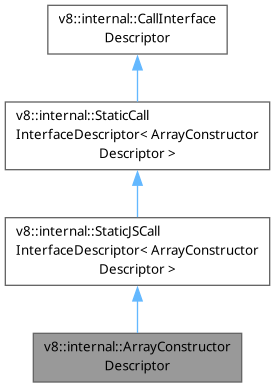 v8::internal::CallInterface
Descriptor
v8::internal::StaticCall
InterfaceDescriptor< ArrayConstructor
Descriptor >
v8::internal::StaticJSCall
InterfaceDescriptor< ArrayConstructor
Descriptor >
v8::internal::ArrayConstructor
Descriptor